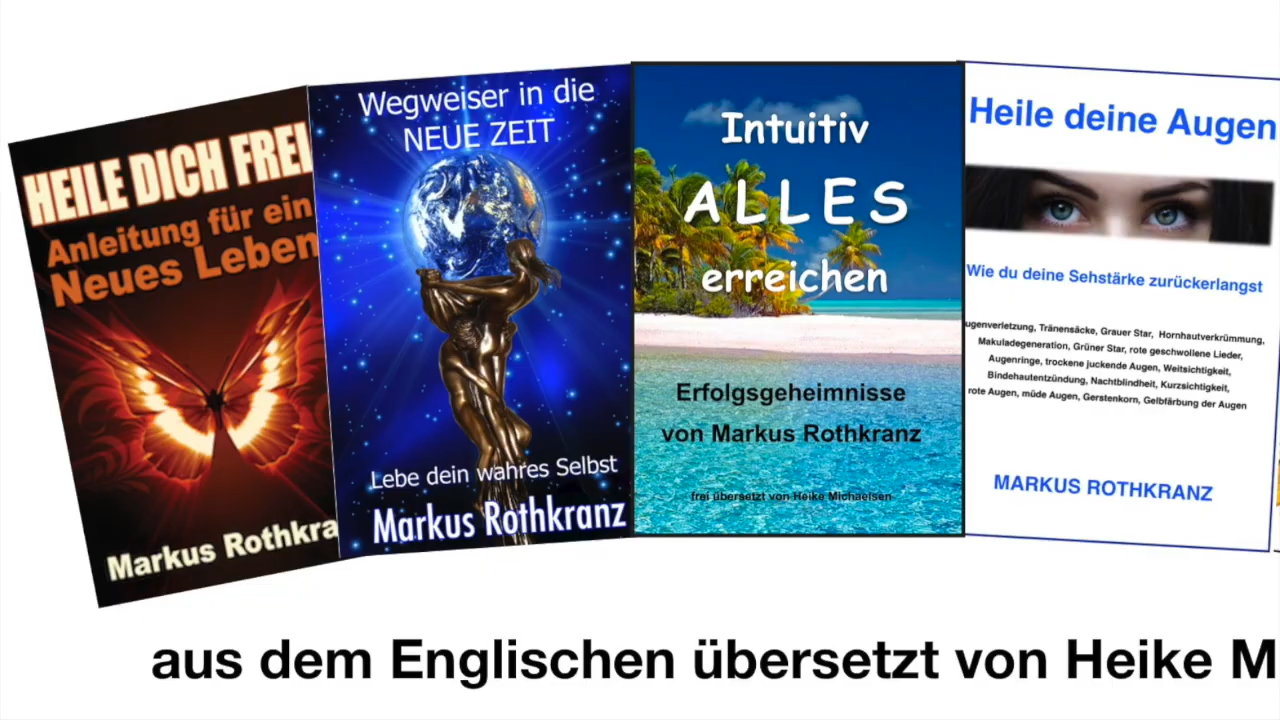 HEILE DICH FREI
Anleitung für ein
Neues Leben
Markus Rothkra
Wegweiser in die
NEUE ZEIT
Lebe dein wahres Selbst
Markus Rothkranz
Intuitiv
ALLES
erreichen
Erfolgsgeheimnisse
von Markus Rothkranz
frei übersetzt von Heike Michaelsen
Heile deine Augen
Wie du deine Sehstärke zurückerlangst
ugenverletzung, Tränensäcke, Grauer Star, Hornhautverkrümmung,
Makuladegeneration, Grüner Star, rote geschwollene Lieder,
Augenringe, trockene juckende Augen, Weitsichtigkeit,
Bindehautentzündung, Nachtblindheit, Kurzsichtigkeit,
rote Augen, müde Augen, Gerstenkorn, Gelbfärbung der Augen
MARKUS ROTHKRANZ
aus dem Englischen übersetzt von Heike M